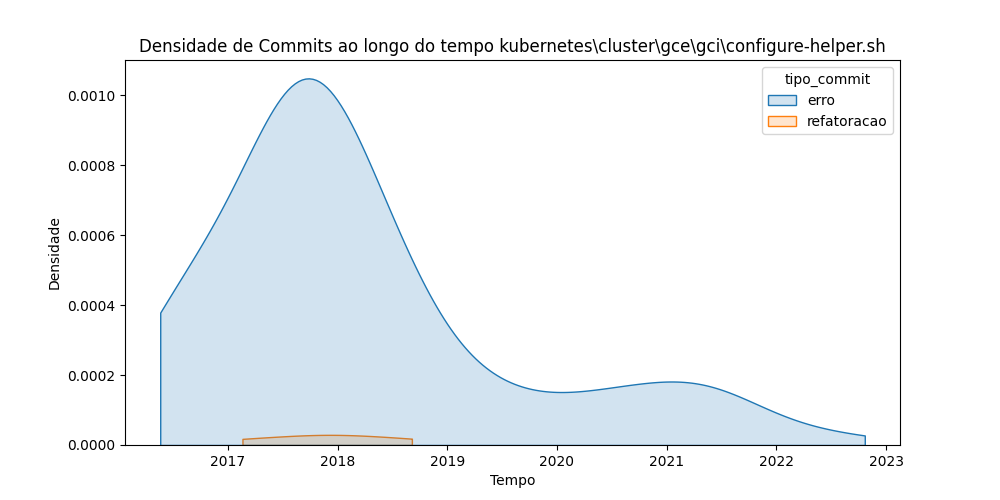 Densidade de Commits ao longo do tempo kubernetes\cluster\gce\gci\configure-helper.sh
tipo_commit
erro
refatoracao
Densidade
0.0010
0.0008
0.0006
0.0004
0.0002
0.0000
2017 2018 2019 2020 2021 2022 2023
Tempo